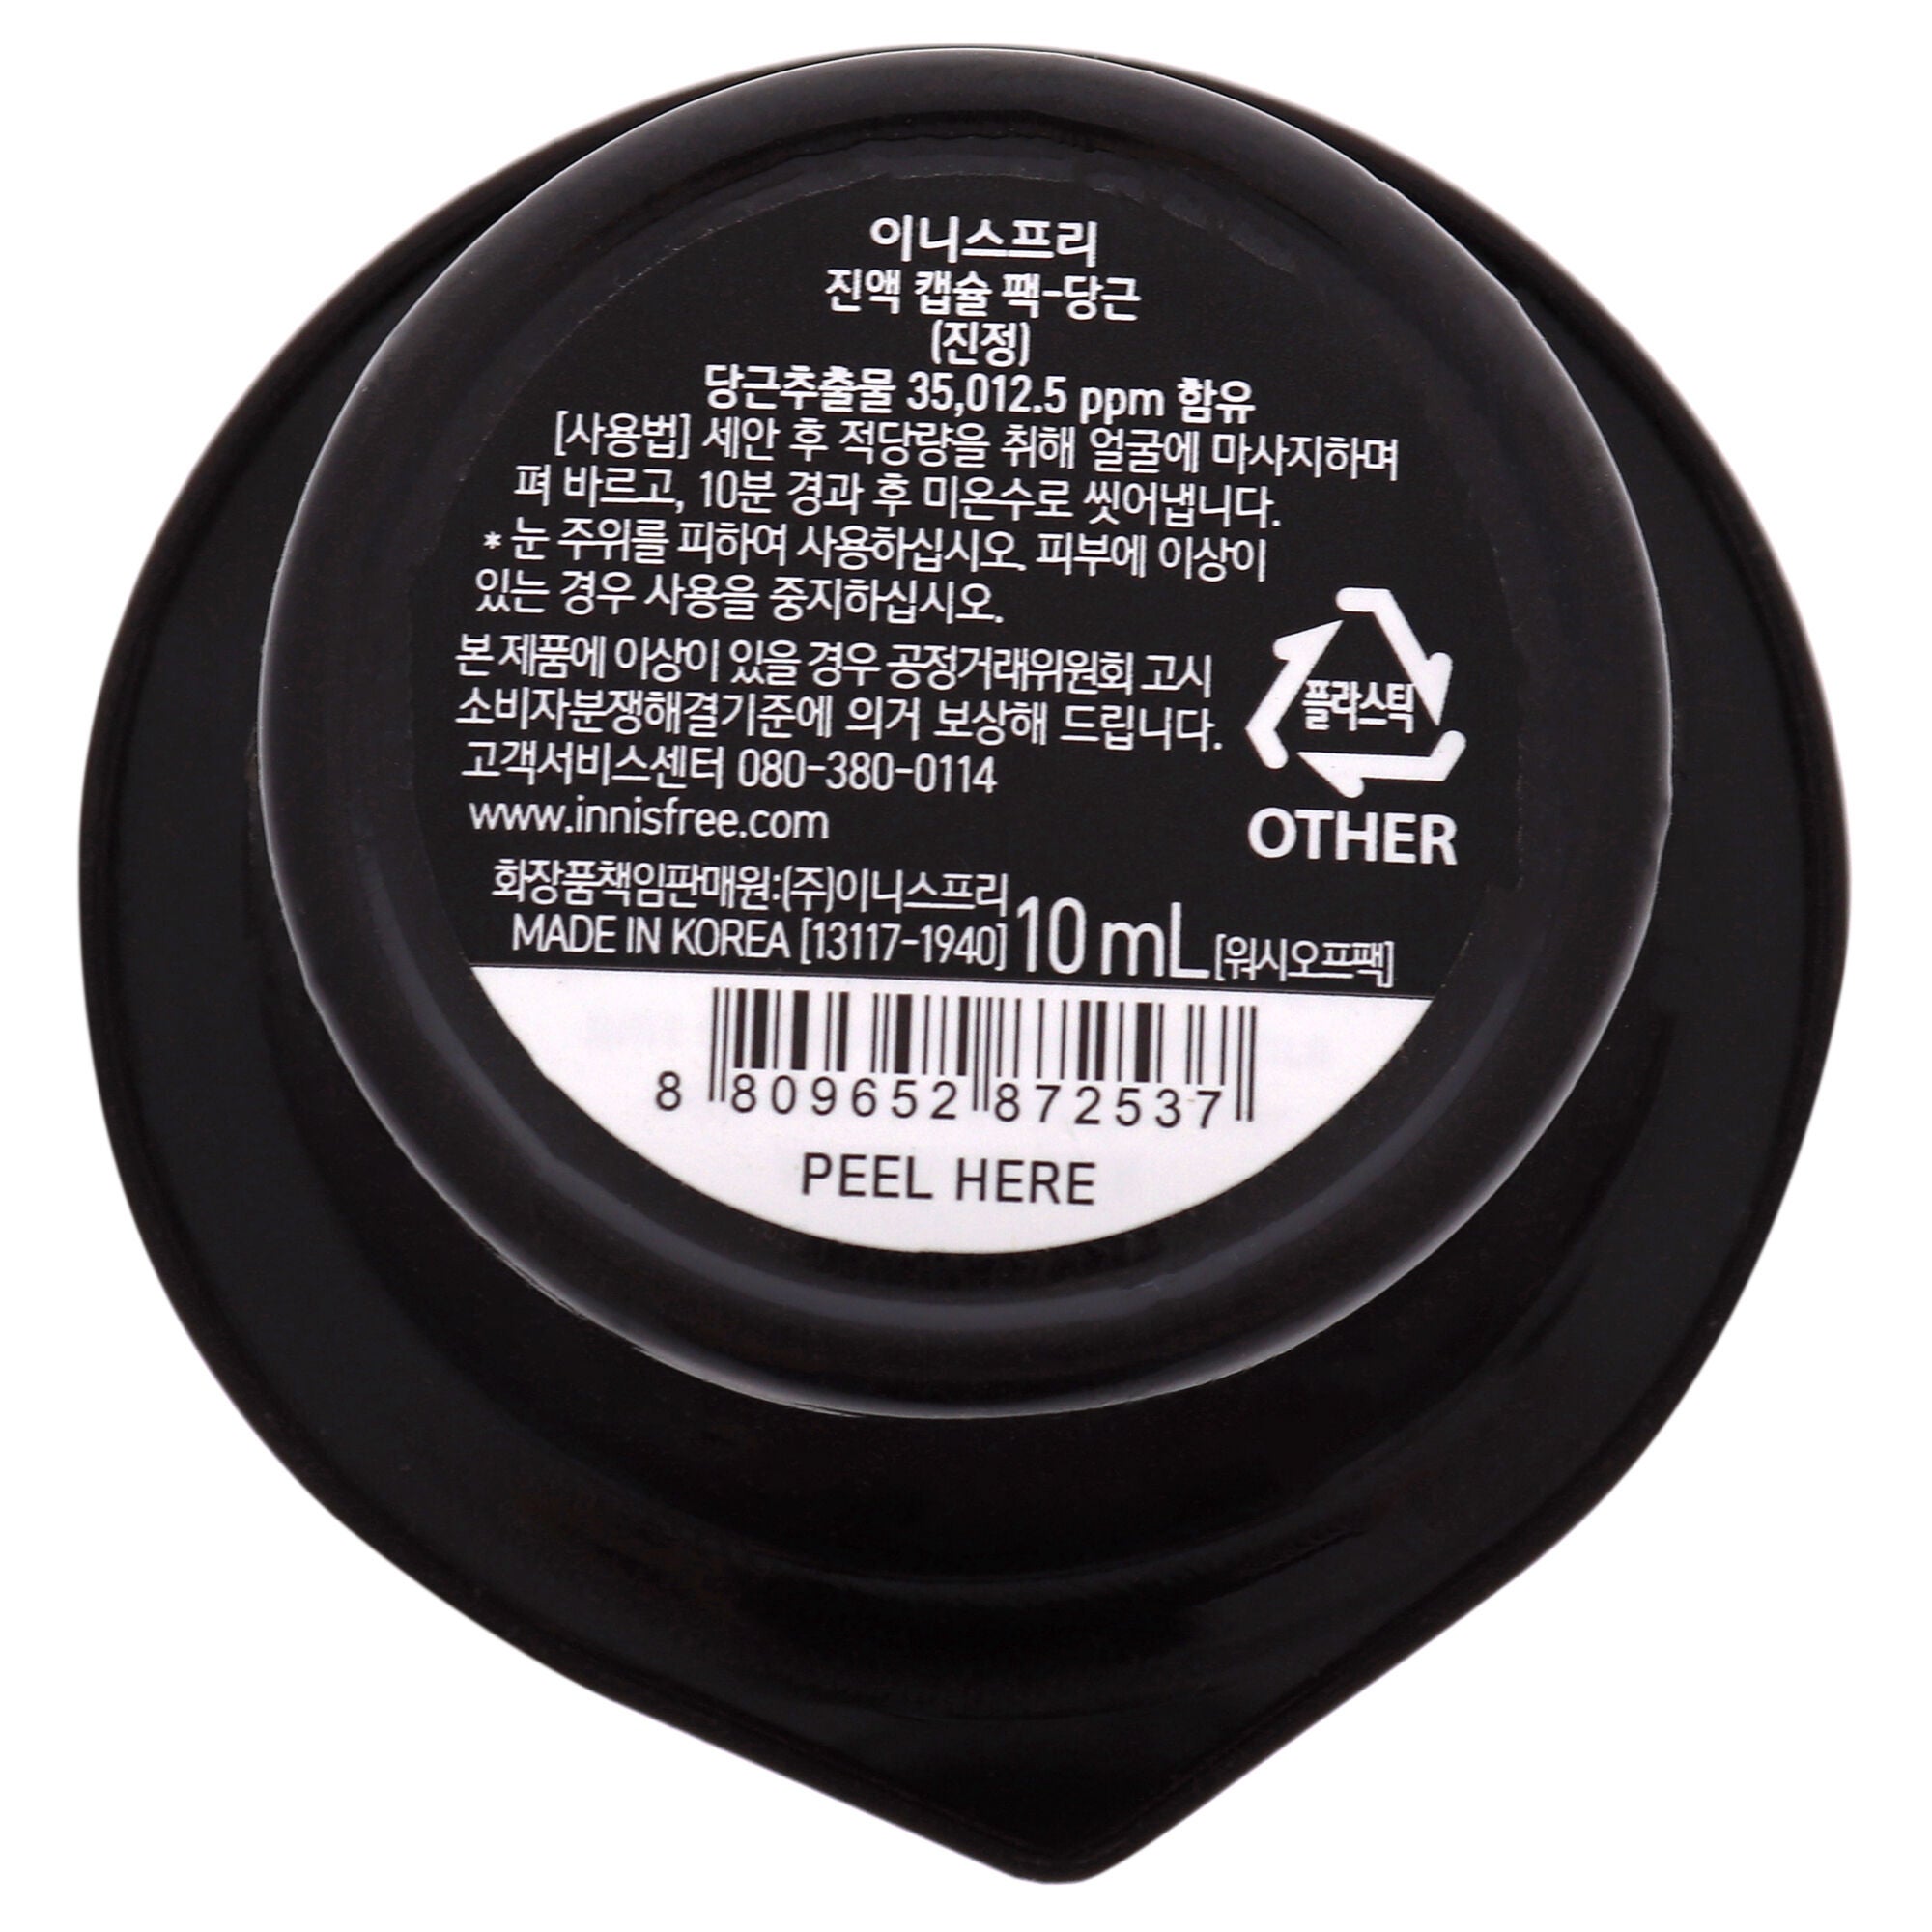 이니스프리
진액 캡슐 팩-당근
(진정)
당근추출물 35,012.5 ppm 함유
[사용법] 세안 후 적당량을 취해 얼굴에 마사지하며
펴 바르고, 10분 경과 후 미온수로 씻어냅니다.
* 눈 주위를 피하여 사용하십시오. 피부에 이상이
있는 경우 사용을 중지하십시오.
본 제품에 이상이 있을 경우 공정거래위원회 고시
소비자분쟁해결기준에 의거 보상해 드립니다.
고객서비스센터 080-380-0114
www.innisfree.com
플라스틱
OTHER
화장품책임판매원:(주)이니스프리
MADE IN KOREA [13117-1940] 10 mL [워시오프팩]
8 809652 872537
PEEL HERE